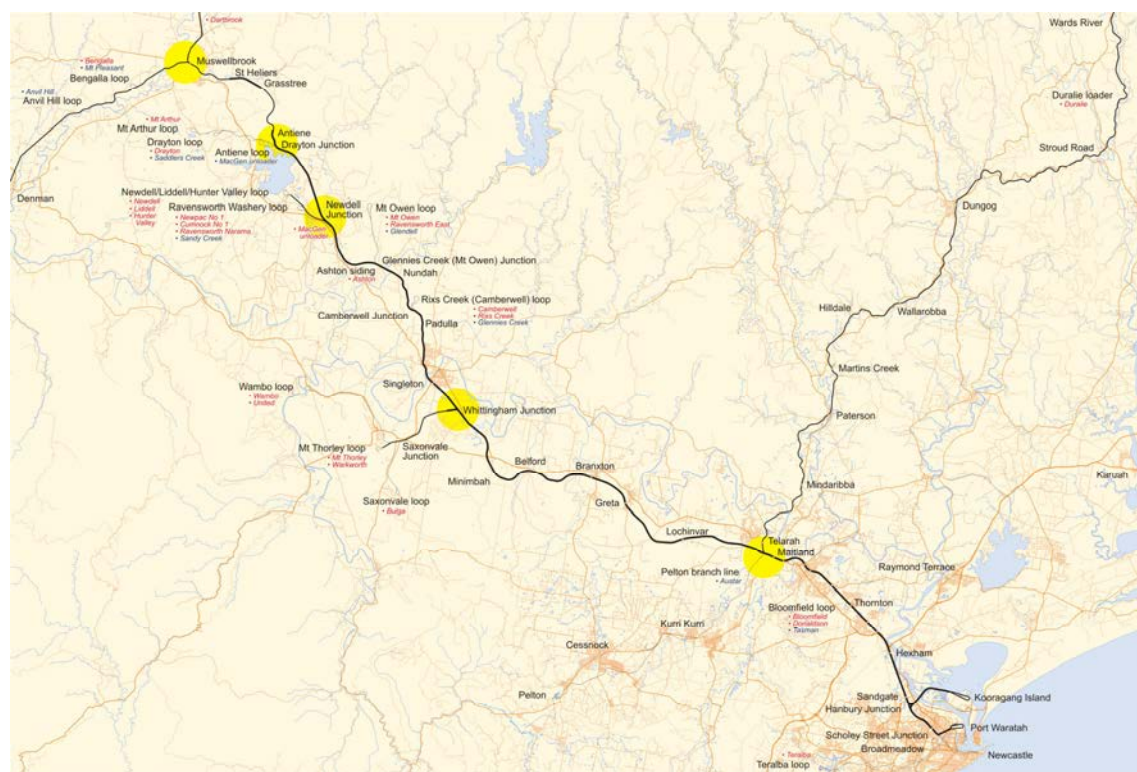 Dartbrook
Wards River
• Bengalla
• Mt Pleasant
Bengalla loop
Muswellbrook
St Heliers
Grasstree
• Anvil Hill
Anvil Hill loop
Duralie loader
• Duralie
• Mt Arthur
Mt Arthur loop
Drayton loop
• Drayton
• Saddlers Creek
Antiene
Drayton Junction
Antiene loop
• MacGen unloader
Stroud Road
Denman
Newdell/Liddell/Hunter Valley loop
• Newdell
• Liddell
• Hunter
Valley
Ravensworth Washery loop
• Newpac No 1
• Cumnock No 1
• Ravensworth Narama
• Sandy Creek
Newdell
Junction
• MacGen
unloader
Mt Owen loop
• Mt Owen
• Ravensworth East
• Glendell
Dungog
Glennies Creek (Mt Owen) Junction
Ashton siding
• Ashton
Nundah
Rixs Creek (Camberwell) loop
• Camberwell
• Rixs Creek
• Glennies Creek
Camberwell Junction
Padulla
Hilldale
Wallarobba
Martins Creek
Singleton
Wambo loop
• Wambo
• United
Whittingham Junction
Paterson
Mt Thorley loop
• Mt Thorley
• Warkworth
Saxonvale
Junction
Belford
Branxton
Minimbah
Karuah
Mindaribba
Saxonvale loop
• Bulga
Greta
Lochinvar
Telarah
Maitland
Pelton branch line
• Austar
Raymond Terrace
Bloomfield loop
• Bloomfield
• Donaldson
• Tasman
Thornton
Kurri Kurri
Cessnock
Hexham
Pelton
Sandgate
Hanbury Junction
Kooragang Island
Port Waratah
Scholey Street Junction
Broadmeadow
Newcastle
• Teralba
Teralba loop